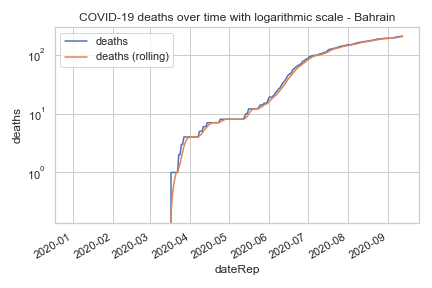 COVID-19 deaths over time with logarithmic scale - Bahrain
deaths
deaths (rolling)
10²
10¹
10⁰
deaths
2020-01
2020-02
2020-03
2020-04
2020-05
2020-06
2020-07
2020-08
2020-09
dateRep